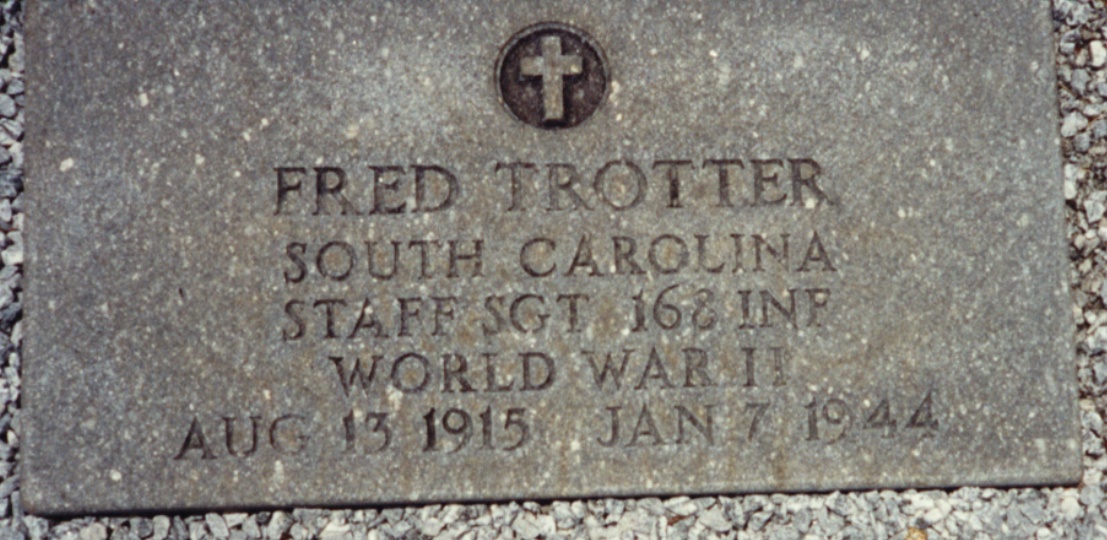 FRED TROTTER
SOUTH CAROLINA
STAFF SGT 168 INF
WORLD WAR II
AUG 13 1915 JAN 7 1944